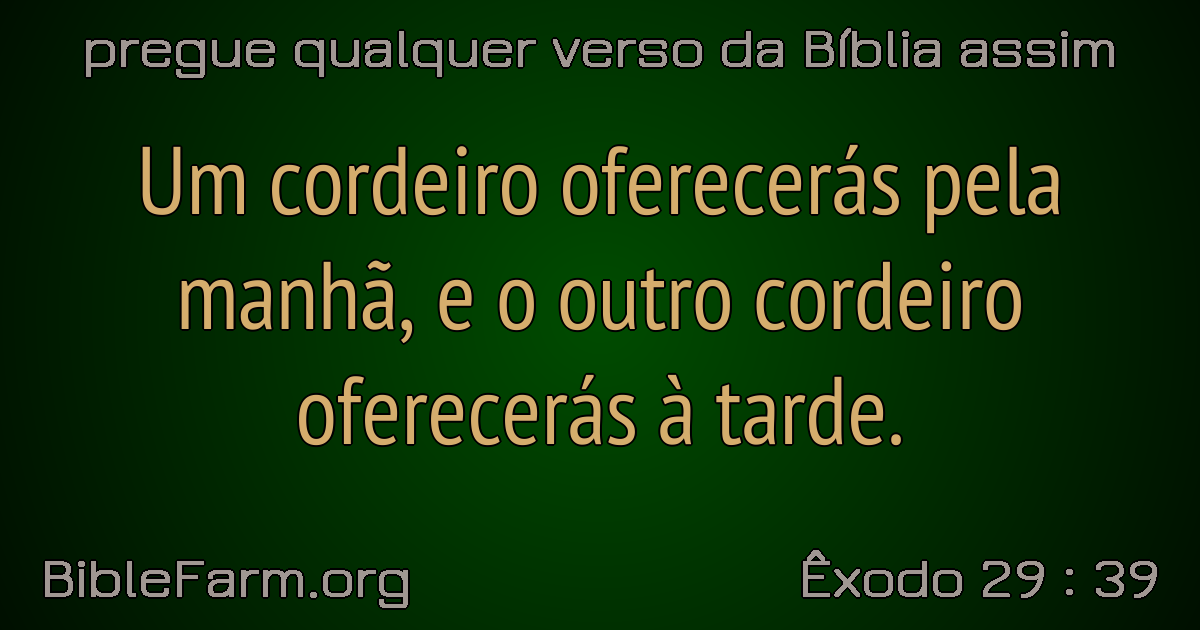 pregue qualquer verso da Bíblia assim
Um cordeiro oferecerás pela
manhã, e o outro cordeiro
oferecerás à tarde.
BibleFarm.org
Êxodo 29 : 39